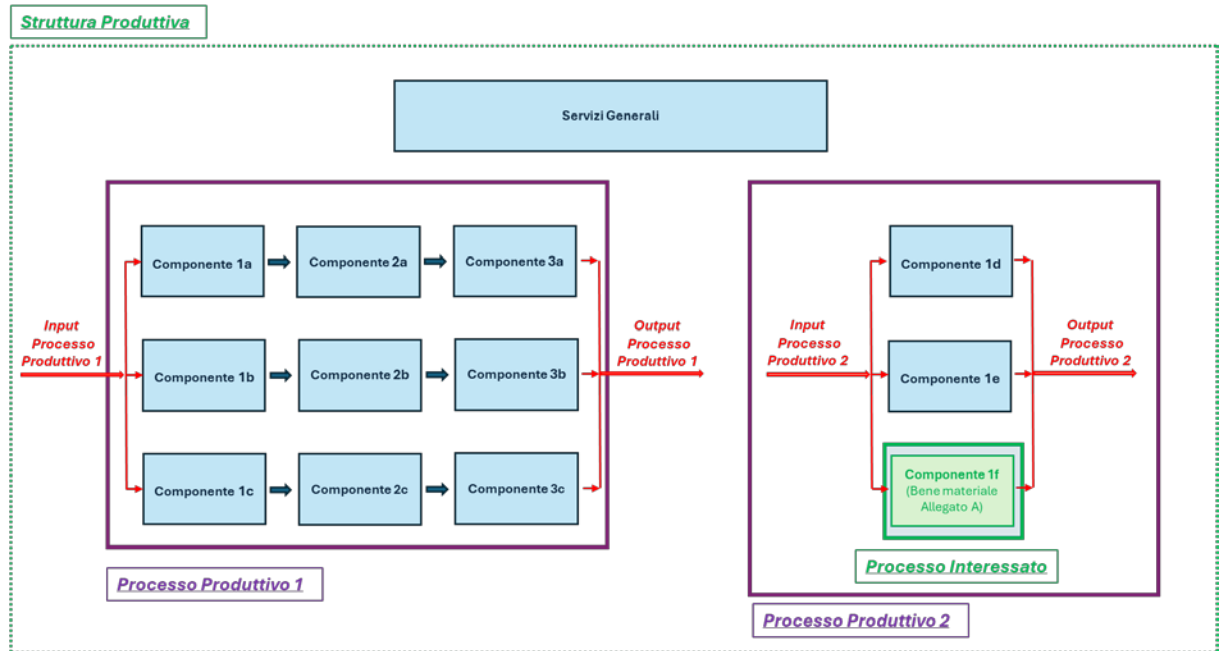 Struttura Produttiva
Servizi Generali
Componente 1a
Componente 2a
Componente 3a
Input
Processo
Produttivo 1
Componente 1b
Componente 2b
Componente 3b
Output
Processo
Produttivo 1
Componente 1c
Componente 2c
Componente 3c
Processo Produttivo 1
Componente 1d
Input
Processo
Produttivo 2
Componente 1e
Output
Processo
Produttivo 2
Componente 1f
(Bene materiale
Allegato A)
Processo Interessato
Processo Produttivo 2